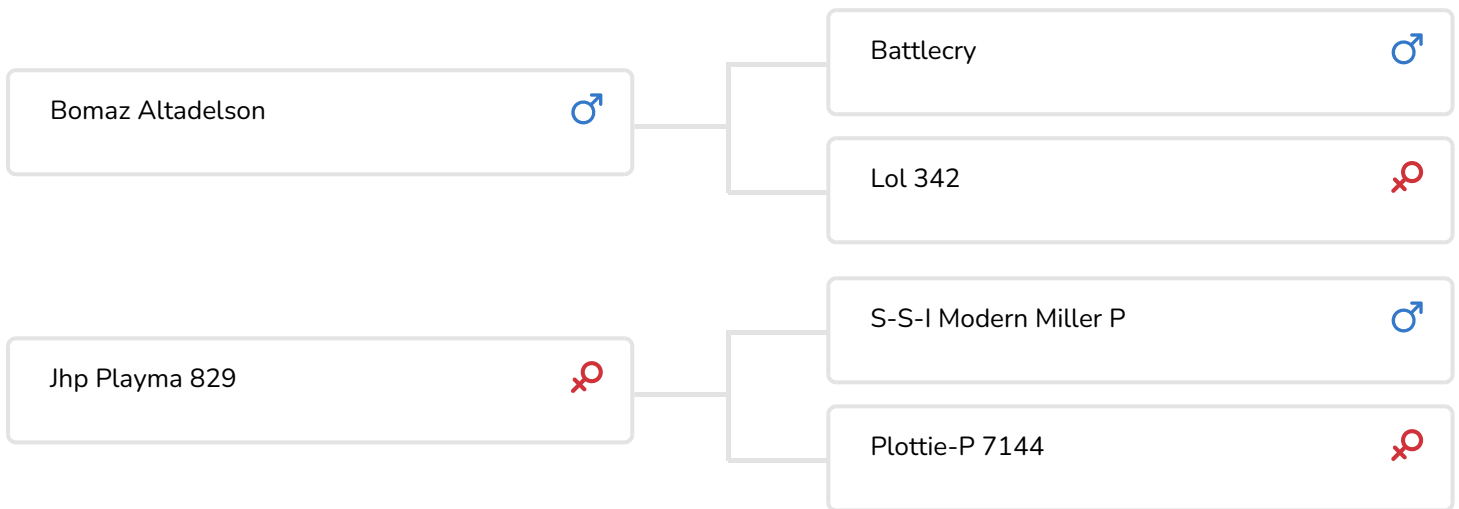 Battlecry
Bomaz Altadelson
Lol 342
S-S-I Modern Miller P
Jhp Playma 829
Plottie-P 7144